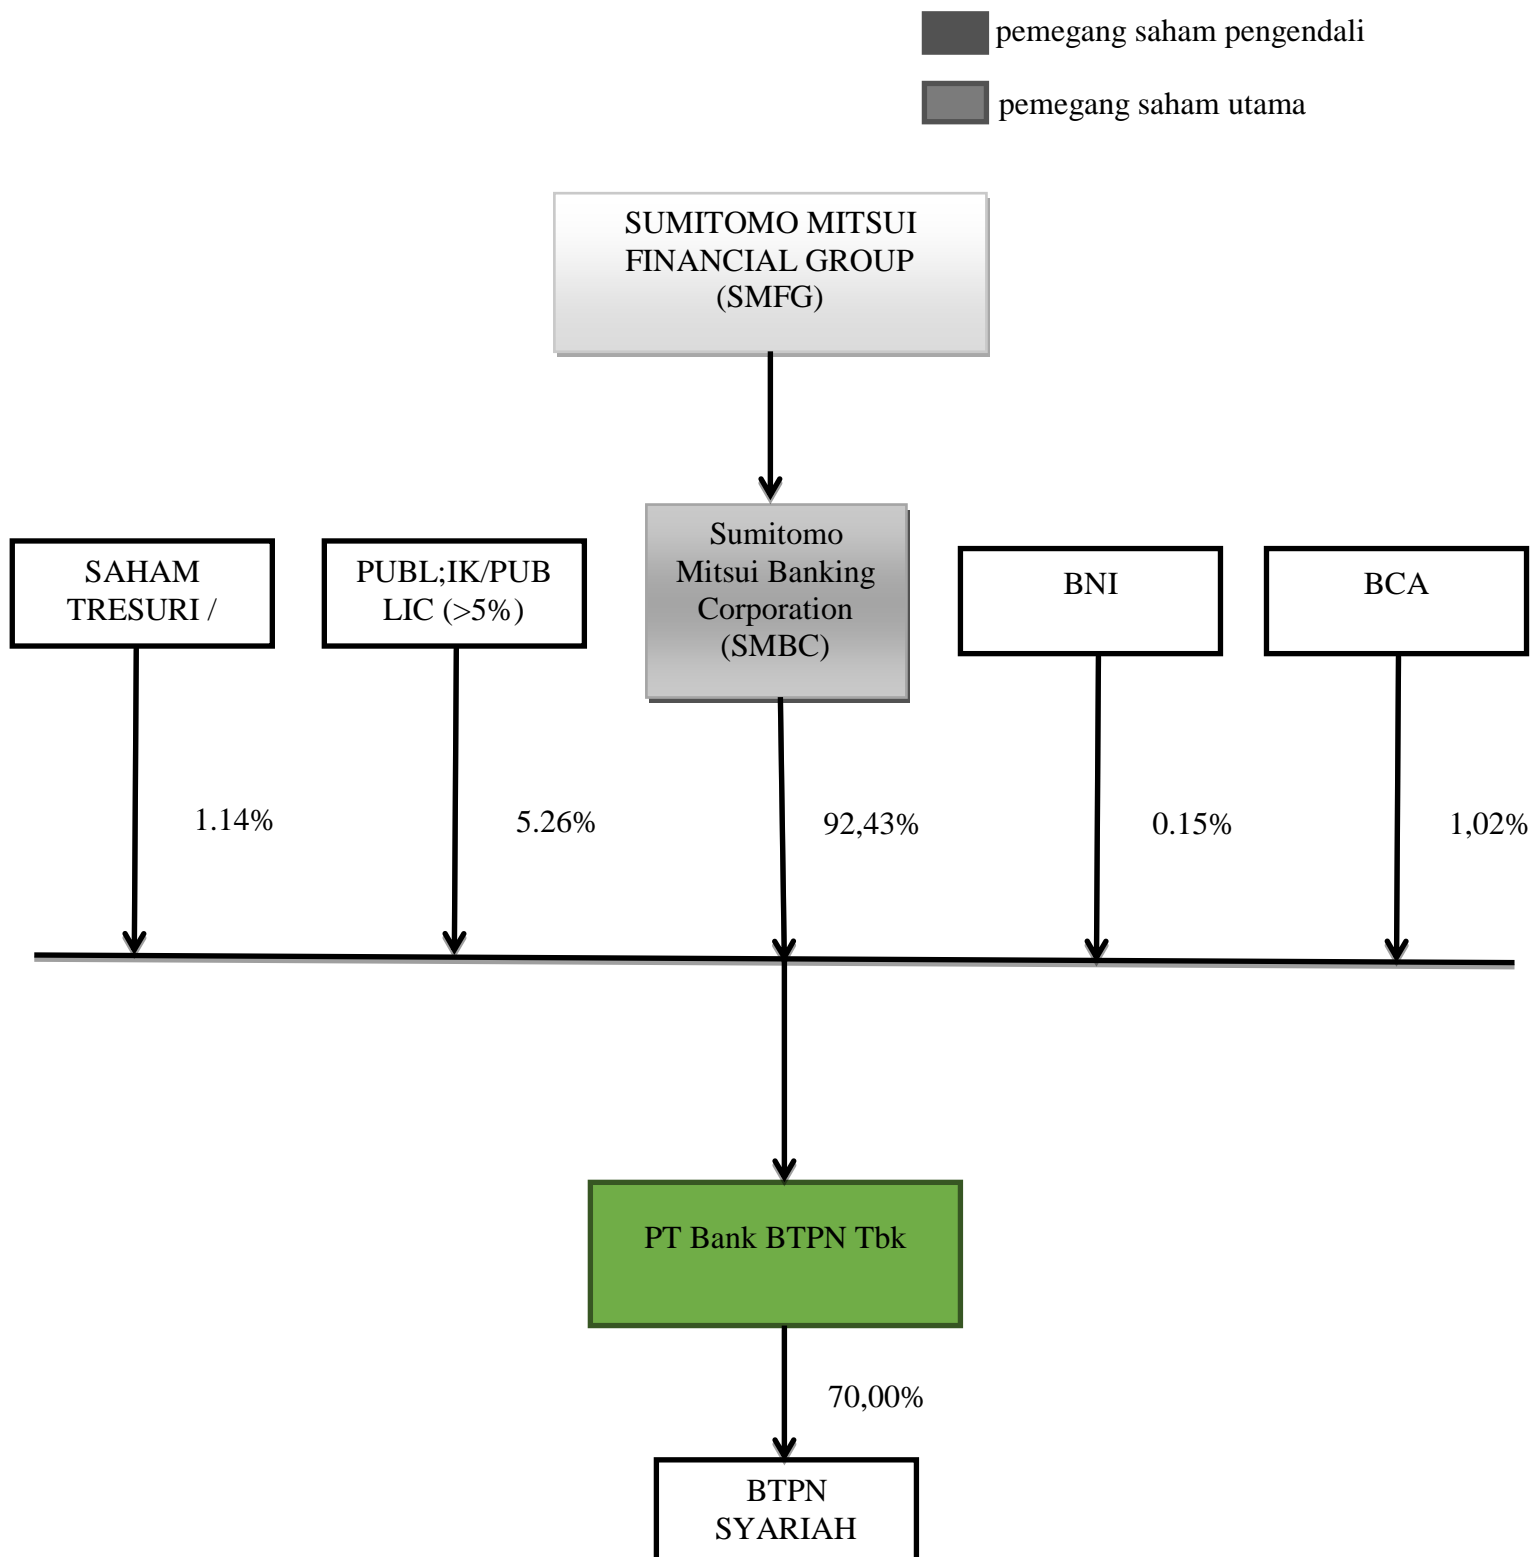 pemegang saham pengendali
pemegang saham utama
SUMITOMO MITSUI
FINANCIAL GROUP
(SMFG)
SAHAM
TRESURI /
PUBL;IK/PUB
LIC (>5%)
Sumitomo
Mitsui Banking
Corporation
(SMBC)
BNI
BCA
1.14%
5.26%
92,43%
0.15%
1,02%
PT Bank BTPN Tbk
70,00%
BTPN
SYARIAH